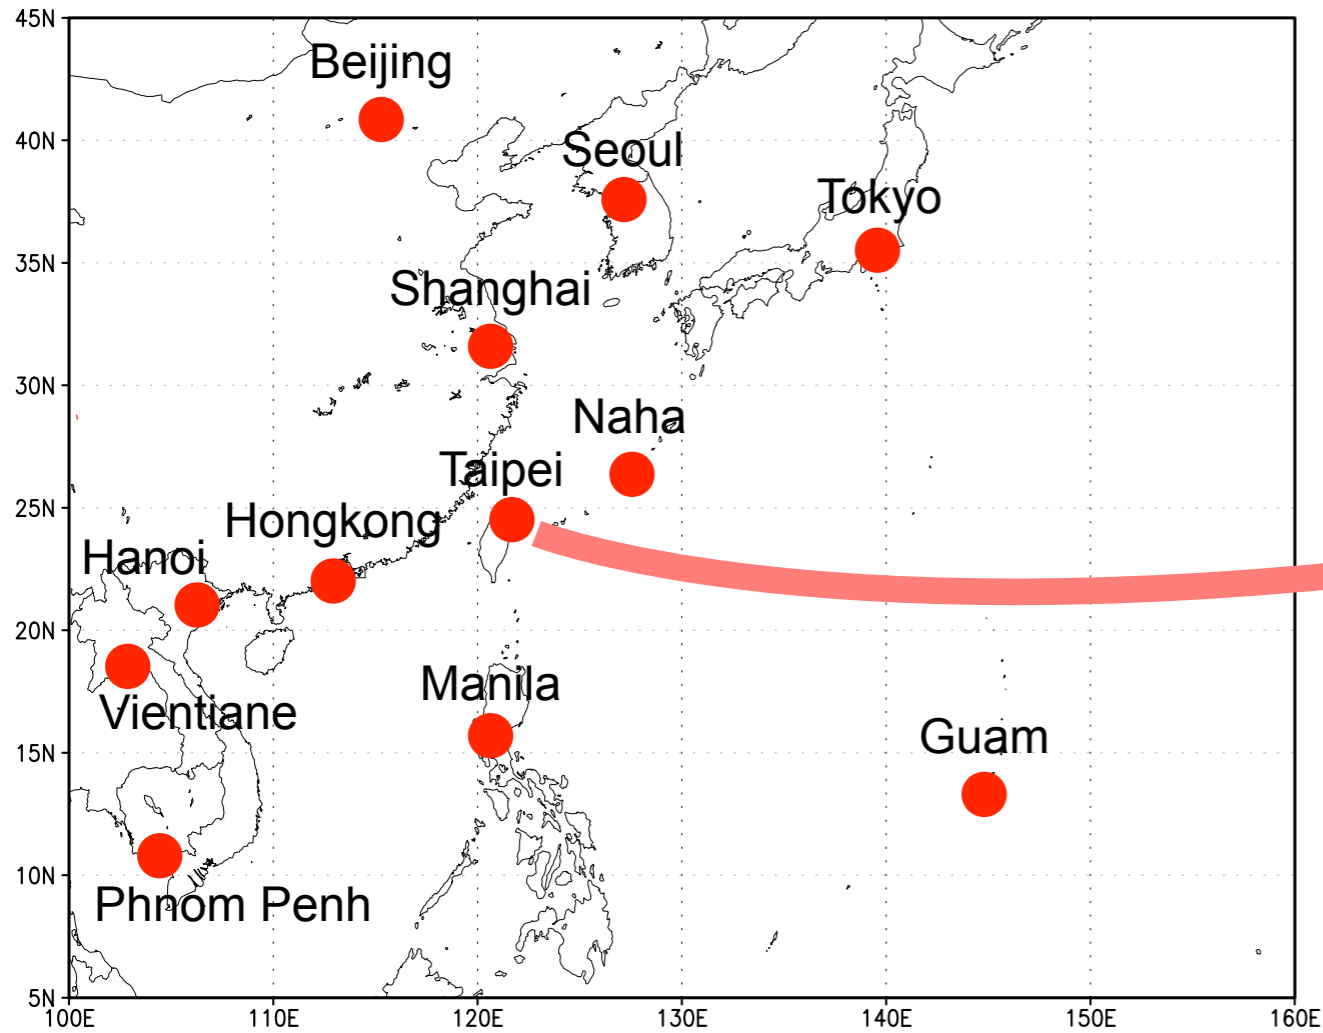 45N
Beijing
40N
Seoul
Tokyo
35N
Shanghai
30N
Naha
Taipei
25N
Hongkong
Hanoi
20N
Manila
Vientiane
15N
Guam
10N
Phnom Penh
5N
100E 110E 120E 130E 140E 150E 160E